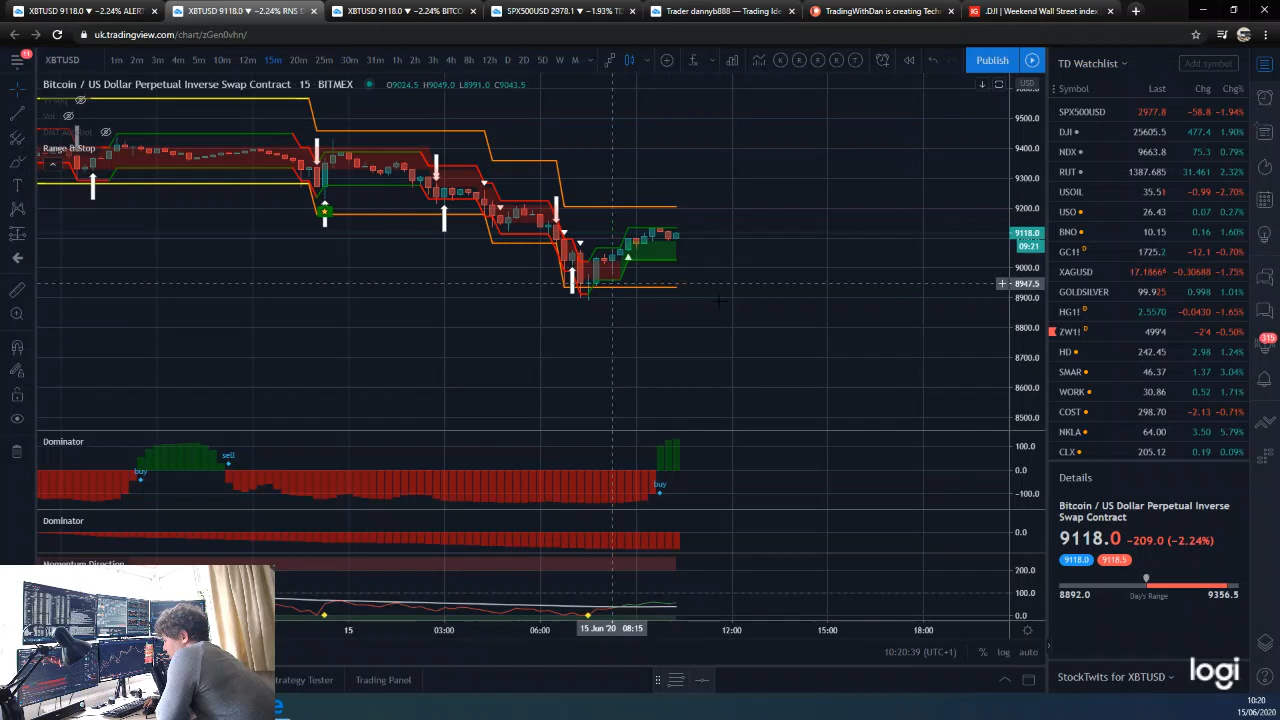 XBTUSD 9118.0 ▼ −2.24% ALERT
XBTUSD 9118.0 ▼ −2.24% RNS E
XBTUSD 9118.0 ▼ −2.24% BITCO
SPX500USD 2978.1 ▼ −1.93% TD
Trader dannyb888 — Trading Ide
TradingWithDan is creating Techn
.DJI | Weekend Wall Street index
uk.tradingview.com/chart/zGen0vhn/
11
XBTUSD
1m 2m 3m 4m 5m 10m 12m 15m 20m 25m 30m 45m 1h 2h 3h 4h 8h 12h D 2D 5D W M
Publish
TD Watchlist
Add symbol
Bitcoin / US Dollar Perpetual Inverse Swap Contract · 15 BITMEX O9024.5 H9049.0 L8991.0 C9043.5
USD
Range & Stop
9500.0
9400.0
9300.0
9200.0
9118.0
09:21
9000.0
8947.5
8900.0
8800.0
8700.0
8600.0
8500.0
Symbol Last Chg Chg%
SPX500USD 2977.8 −58.8 −1.94%
DJI 25605.5 477.4 1.90%
NDX 9663.8 75.3 0.79%
RUT 1387.685 31.461 2.32%
USOIL 35.51 −0.99 −2.70%
USO 26.43 0.07 0.27%
BNO 10.15 0.16 1.60%
GC1! D 1725.2 −12.1 −0.70%
XAGUSD 17.1866 −0.30688 −1.75%
GOLDSILVER 99.925 0.998 1.01%
HG1! D 2.5570 −0.0430 −1.65%
ZW1! D 499'4 −2'4 −0.50%
HD 242.45 2.98 1.24%
SMAR 46.37 1.37 3.04%
WORK 30.86 0.52 1.71%
COST 298.70 −2.13 −0.71%
NKLA 64.00 3.50 5.79%
CLX 205.12 0.19 0.09%
315
Dominator
buy
sell
buy
100.0
0.0
−100.0
Dominator
0.0
Momentum Direction
200.0
100.0
0.0
Details
Bitcoin / US Dollar Perpetual Inverse
Swap Contract
9118.0 −209.0 (−2.24%)
9118.0 9118.5
8892.0 Day's Range 9356.5
15 03:00 06:00 15 Jun '20 08:15 12:00 15:00 18:00
10:20:39 (UTC+1) % log auto
trategy Tester Trading Panel
StockTwits for XBTUSD
logi
10:20
15/06/2020